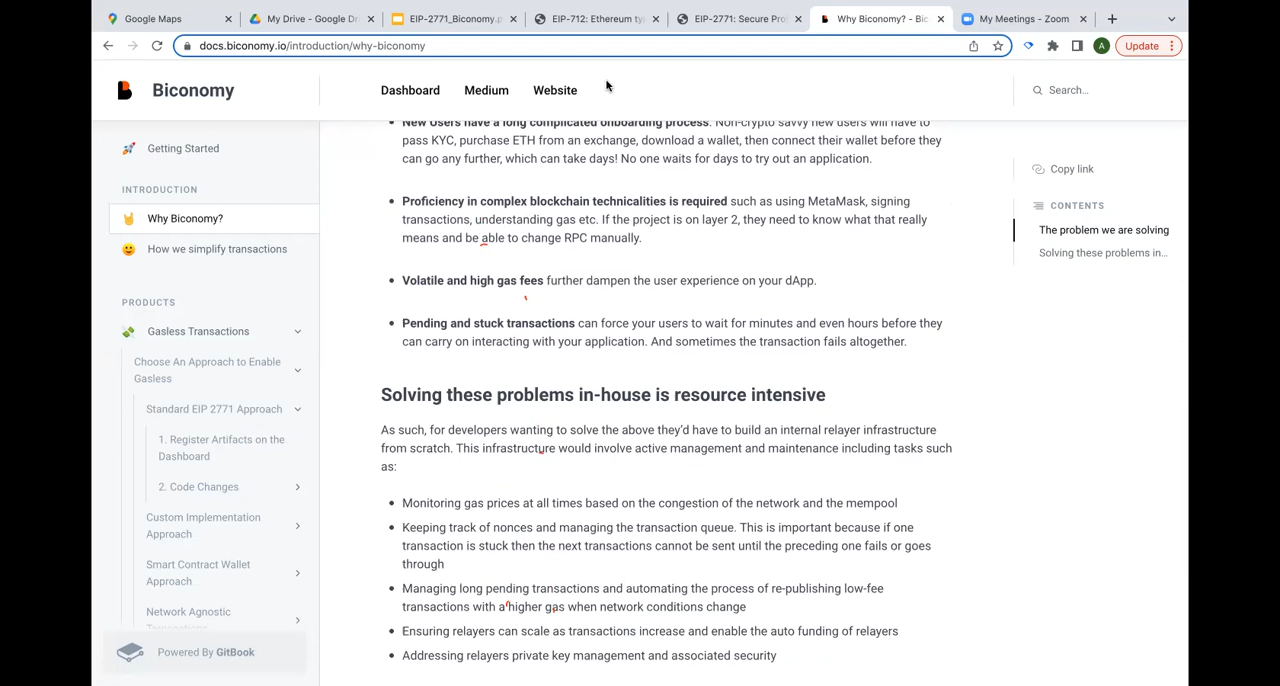 Google Maps
My Drive - Google Dr
EIP-2771_Biconomy.p
EIP-712: Ethereum ty
EIP-2771: Secure Pro
Why Biconomy? - Bic
My Meetings - Zoom
docs.biconomy.io/introduction/why-biconomy
A
Update
Biconomy
Dashboard
Medium
Website
Search...
Getting Started
INTRODUCTION
Why Biconomy?
How we simplify transactions
PRODUCTS
Gasless Transactions
Choose An Approach to Enable
Gasless
Standard EIP 2771 Approach
1. Register Artifacts on the
Dashboard
2. Code Changes
Custom Implementation
Approach
Smart Contract Wallet
Approach
Network Agnostic
Transactions
Powered By GitBook
New Users have a long complicated onboarding process. Non-crypto savvy new users will have to
pass KYC, purchase ETH from an exchange, download a wallet, then connect their wallet before they
can go any further, which can take days! No one waits for days to try out an application.
Proficiency in complex blockchain technicalities is required such as using MetaMask, signing
transactions, understanding gas etc. If the project is on layer 2, they need to know what that really
means and be able to change RPC manually.
Volatile and high gas fees further dampen the user experience on your dApp.
Pending and stuck transactions can force your users to wait for minutes and even hours before they
can carry on interacting with your application. And sometimes the transaction fails altogether.
Solving these problems in-house is resource intensive
As such, for developers wanting to solve the above they'd have to build an internal relayer infrastructure
from scratch. This infrastructure would involve active management and maintenance including tasks such
as:
Monitoring gas prices at all times based on the congestion of the network and the mempool
Keeping track of nonces and managing the transaction queue. This is important because if one
transaction is stuck then the next transactions cannot be sent until the preceding one fails or goes
through
Managing long pending transactions and automating the process of re-publishing low-fee
transactions with a higher gas when network conditions change
Ensuring relayers can scale as transactions increase and enable the auto funding of relayers
Addressing relayers private key management and associated security
Copy link
CONTENTS
The problem we are solving
Solving these problems in...